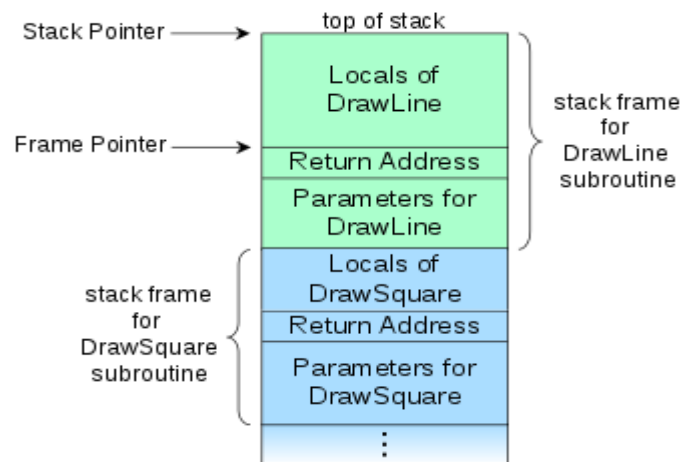 top of stack
Stack Pointer
Locals of
DrawLine
stack frame
for
DrawLine
subroutine
Frame Pointer
Return Address
Parameters for
DrawLine
Locals of
DrawSquare
stack frame
for
DrawSquare
subroutine
Return Address
Parameters for
DrawSquare